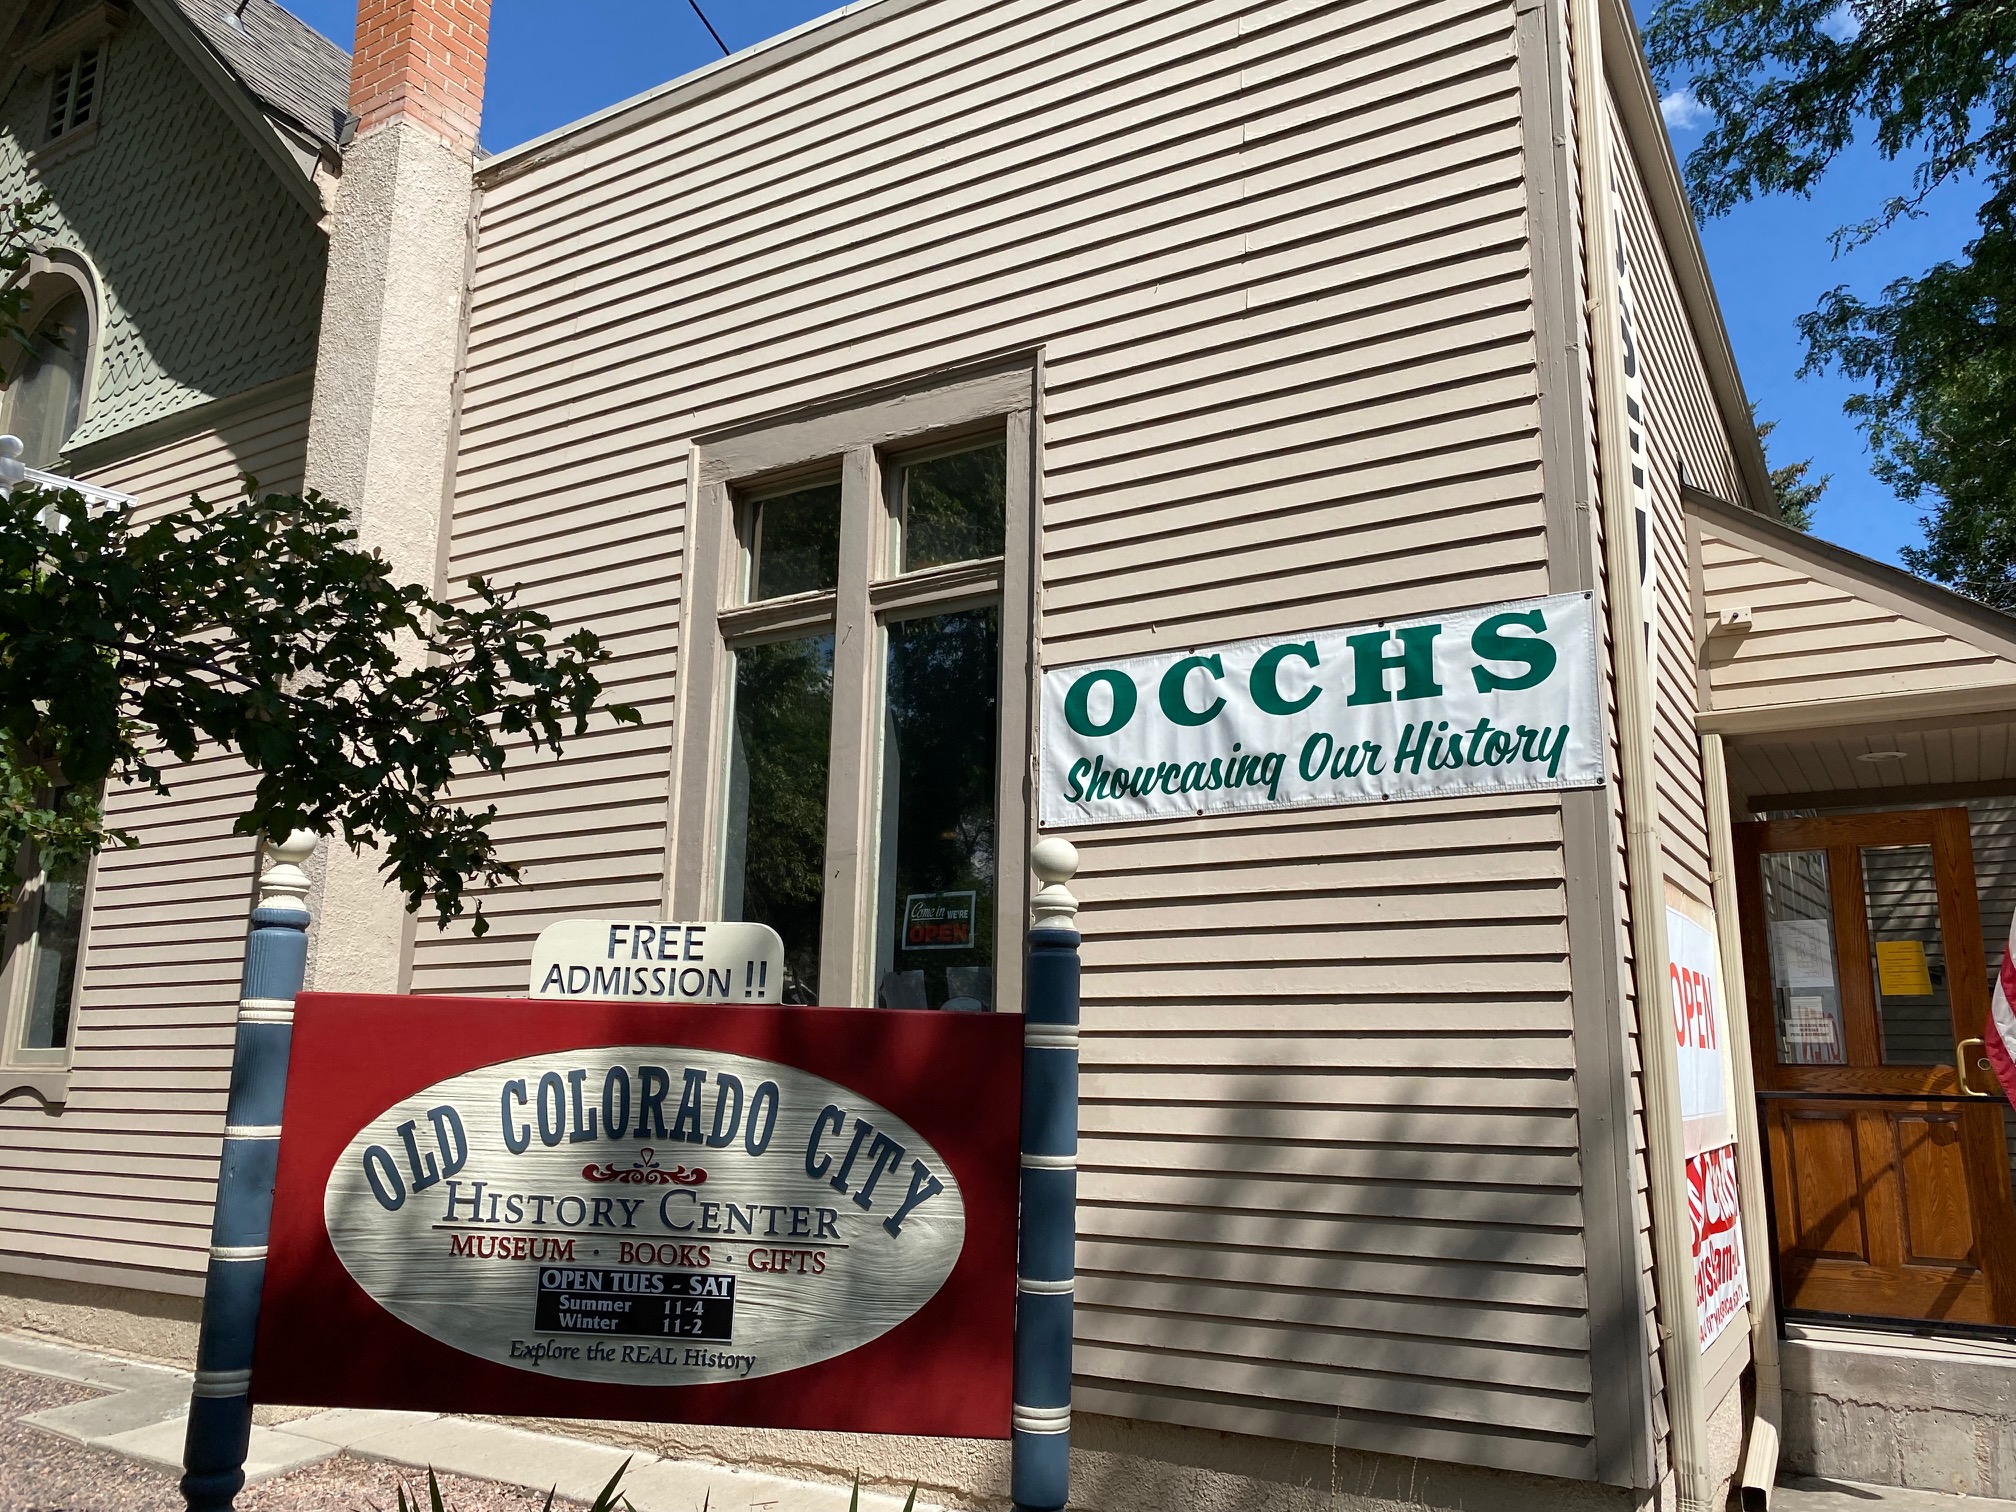 OCCHS
Showcasing Our History
Come in WE'RE
OPEN
FREE
ADMISSION !!
OLD COLORADO CITY
HISTORY CENTER
MUSEUM · BOOKS · GIFTS
OPEN TUES - SAT
Summer 11-4
Winter 11-2
Explore the REAL History
OPEN